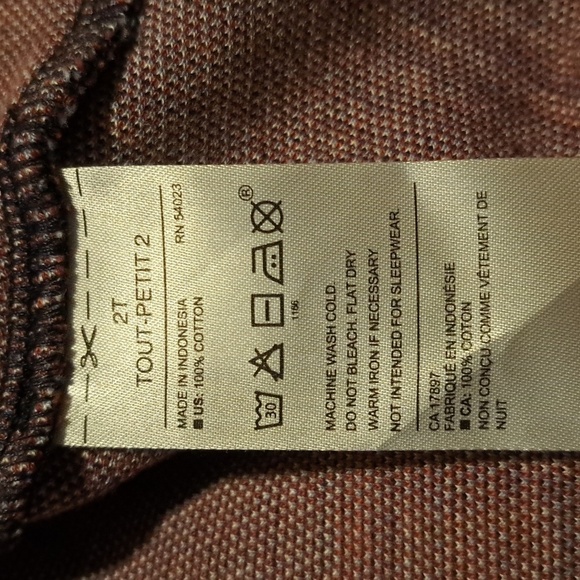 2T
TOUT-PETIT 2
MADE IN INDONESIA RN 54023
■ US: 100% COTTON
30
®
1160
MACHINE WASH COLD.
DO NOT BLEACH. FLAT DRY
WARM IRON IF NECESSARY
NOT INTENDED FOR SLEEPWEAR.
CA 17897
FABRIQUÉ EN INDONÉSIE
■ CA: 100% COTON
NON CONÇU COMME VÊTEMENT DE
NUIT